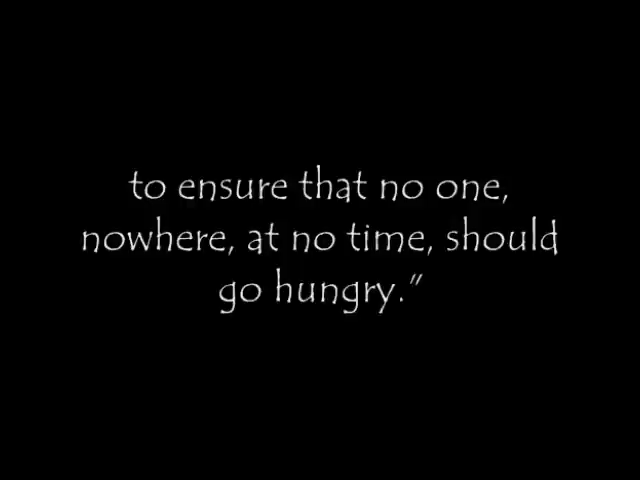 to ensure that no one,
nowhere, at no time, should
go hungry.”